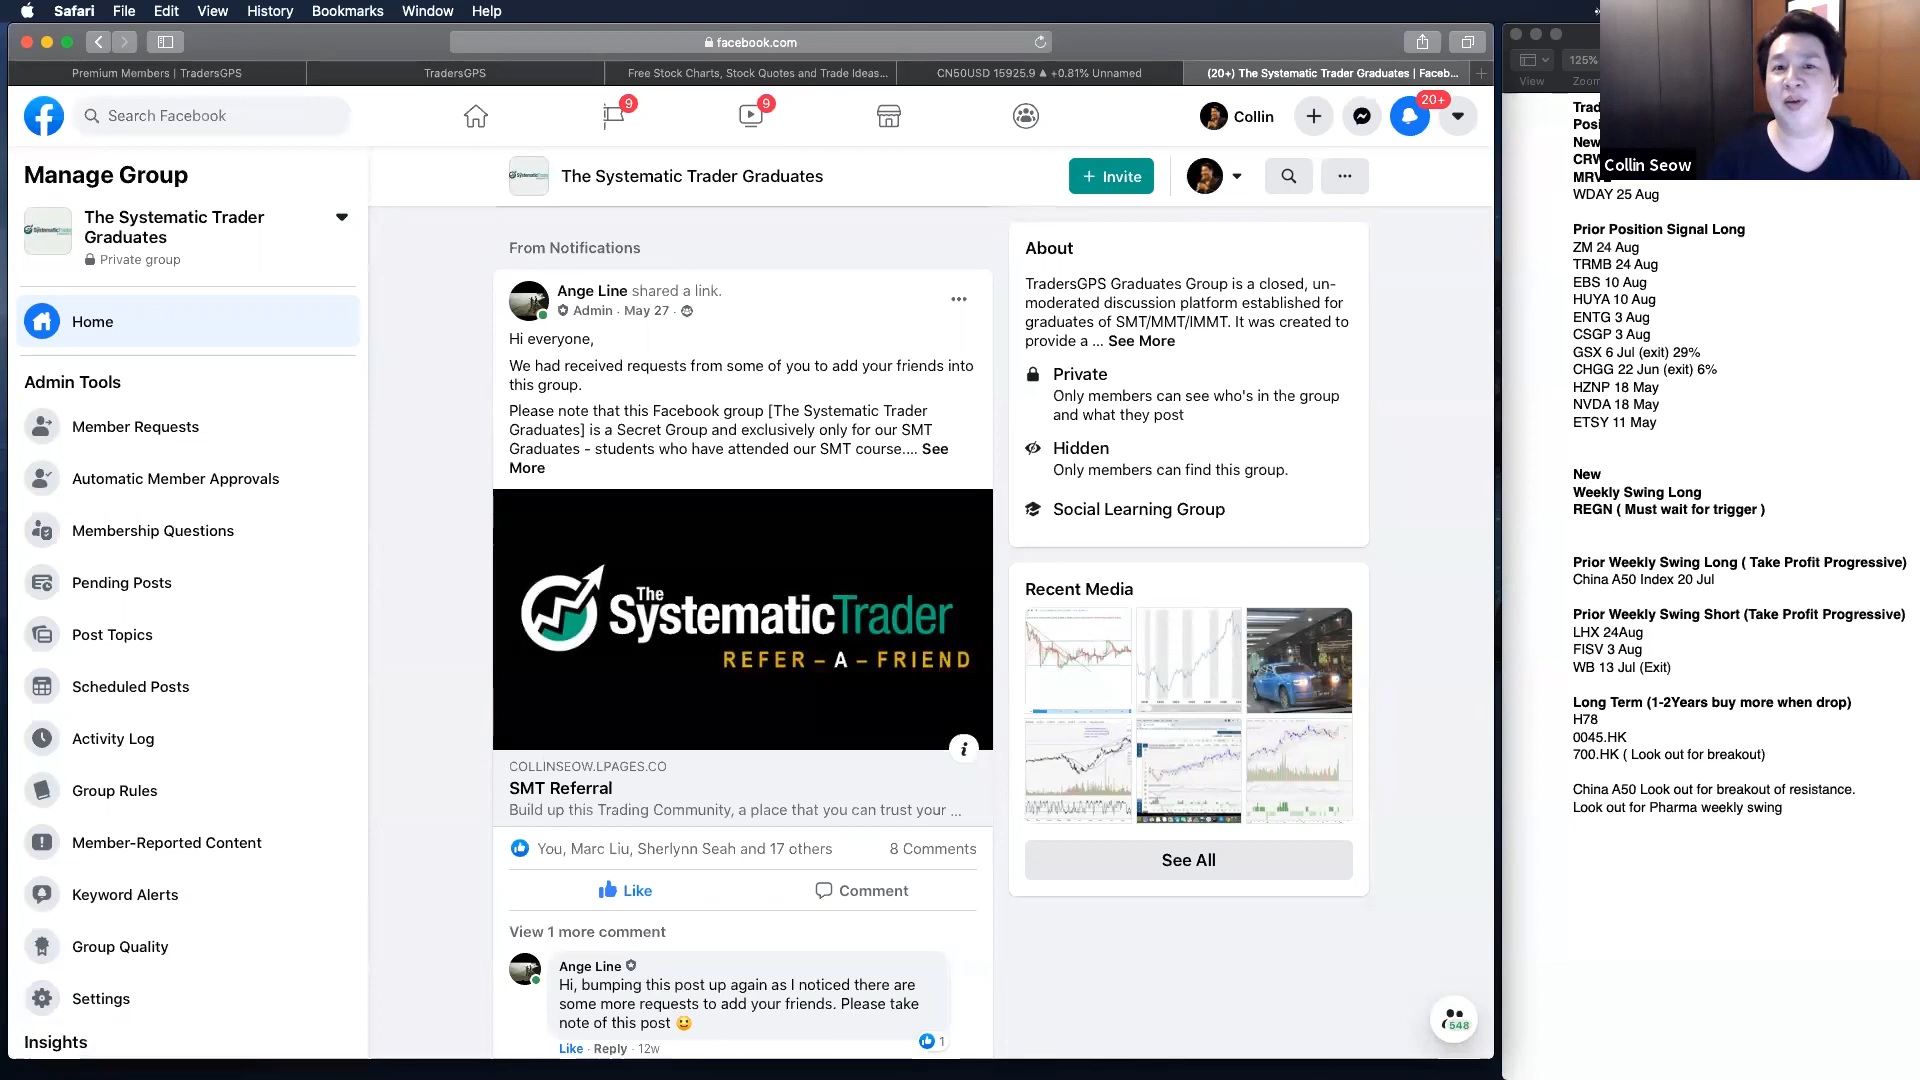 Safari File Edit View History Bookmarks Window Help
facebook.com
Premium Members | TradersGPS
TradersGPS
Free Stock Charts, Stock Quotes and Trade Ideas...
CN50USD 15925.9 ▲ +0.81% Unnamed
(20+) The Systematic Trader Graduates | Faceb...
Search Facebook
9
9
Collin
20+
Manage Group
The Systematic Trader
Graduates
Private group
Home
Admin Tools
Member Requests
Automatic Member Approvals
Membership Questions
Pending Posts
Post Topics
Scheduled Posts
Activity Log
Group Rules
Member-Reported Content
Keyword Alerts
Group Quality
Settings
Insights
The Systematic Trader Graduates
+ Invite
From Notifications
Ange Line shared a link.
Admin · May 27 ·
Hi everyone,
We had received requests from some of you to add your friends into
this group.
Please note that this Facebook group [The Systematic Trader
Graduates] is a Secret Group and exclusively only for our SMT
Graduates - students who have attended our SMT course.... See
More
The
SystematicTrader
REFER – A – FRIEND
COLLINSEOW.LPAGES.CO
SMT Referral
Build up this Trading Community, a place that you can trust your ...
You, Marc Liu, Sherlynn Seah and 17 others
8 Comments
Like
Comment
View 1 more comment
Ange Line
Hi, bumping this post up again as I noticed there are
some more requests to add your friends. Please take
note of this post 🙂
1
Like · Reply · 12w
About
TradersGPS Graduates Group is a closed, un-
moderated discussion platform established for
graduates of SMT/MMT/IMMT. It was created to
provide a ... See More
Private
Only members can see who's in the group
and what they post
Hidden
Only members can find this group.
Social Learning Group
Recent Media
See All
548
125%
View
Zoom
Collin Seow
Trad
Posi
New
CRW
MRV
WDAY 25 Aug
Prior Position Signal Long
ZM 24 Aug
TRMB 24 Aug
EBS 10 Aug
HUYA 10 Aug
ENTG 3 Aug
CSGP 3 Aug
GSX 6 Jul (exit) 29%
CHGG 22 Jun (exit) 6%
HZNP 18 May
NVDA 18 May
ETSY 11 May
New
Weekly Swing Long
REGN ( Must wait for trigger )
Prior Weekly Swing Long ( Take Profit Progressive)
China A50 Index 20 Jul
Prior Weekly Swing Short (Take Profit Progressive)
LHX 24Aug
FISV 3 Aug
WB 13 Jul (Exit)
Long Term (1-2Years buy more when drop)
H78
0045.HK
700.HK ( Look out for breakout)
China A50 Look out for breakout of resistance.
Look out for Pharma weekly swing